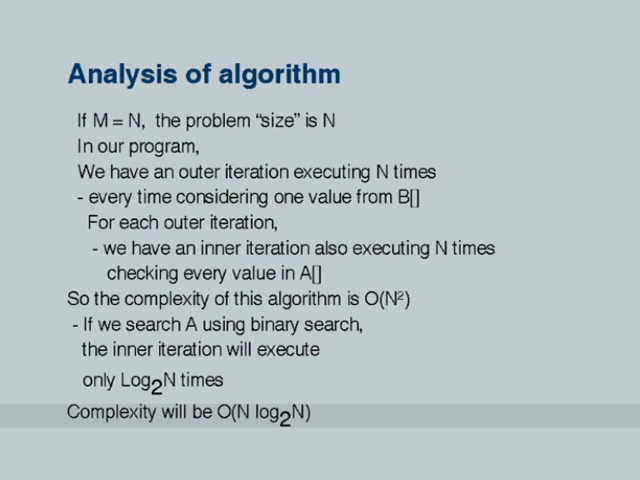 Analysis of algorithm
If M = N, the problem “size” is N
In our program,
We have an outer iteration executing N times
- every time considering one value from B[]
For each outer iteration,
- we have an inner iteration also executing N times
checking every value in A[]
So the complexity of this algorithm is O(N²)
- If we search A using binary search,
the inner iteration will execute
only Log₂N times
Complexity will be O(N log₂N)